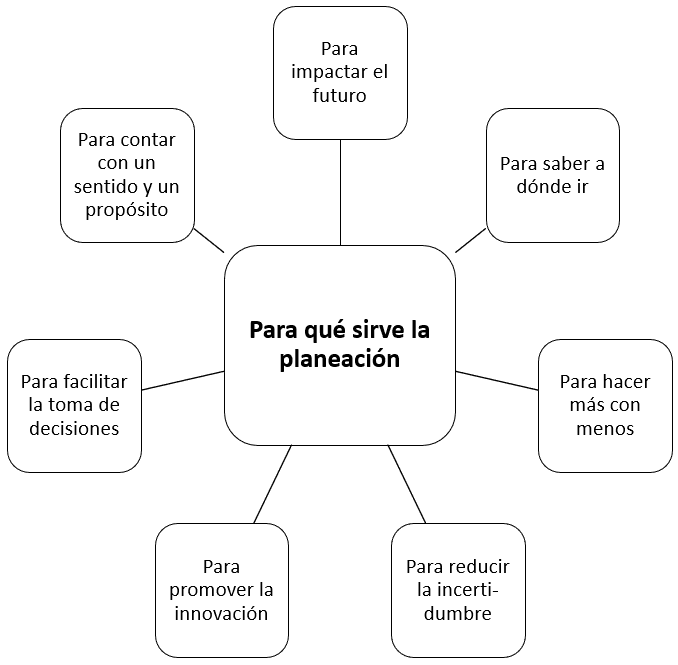 Para
impactar el
futuro
Para saber a
dónde ir
Para hacer
más con
menos
Para reducir
la incerti-
dumbre
Para
promover la
innovación
Para facilitar
la toma de
decisiones
Para contar
con un
sentido y un
propósito
Para qué sirve la
planeación